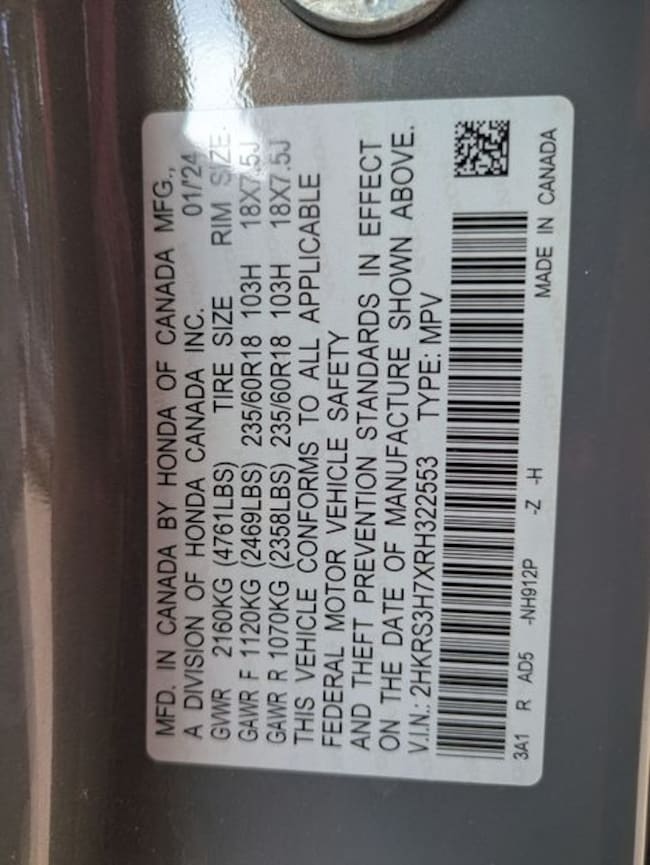 MFD. IN CANADA BY HONDA OF CANADA MFG.,
A DIVISION OF HONDA CANADA INC. 01/'24
GVWR 2160KG (4761LBS) TIRE SIZE RIM SIZE
GAWR F 1120KG (2469LBS) 235/60R18 103H 18X7.5J
GAWR R 1070KG (2358LBS) 235/60R18 103H 18X7.5J
THIS VEHICLE CONFORMS TO ALL APPLICABLE
FEDERAL MOTOR VEHICLE SAFETY
AND THEFT PREVENTION STANDARDS IN EFFECT
ON THE DATE OF MANUFACTURE SHOWN ABOVE.
V.I.N.: 2HKRS3H7XRH322553 TYPE: MPV
3A1 R AD5 -NH912P -Z -H
MADE IN CANADA